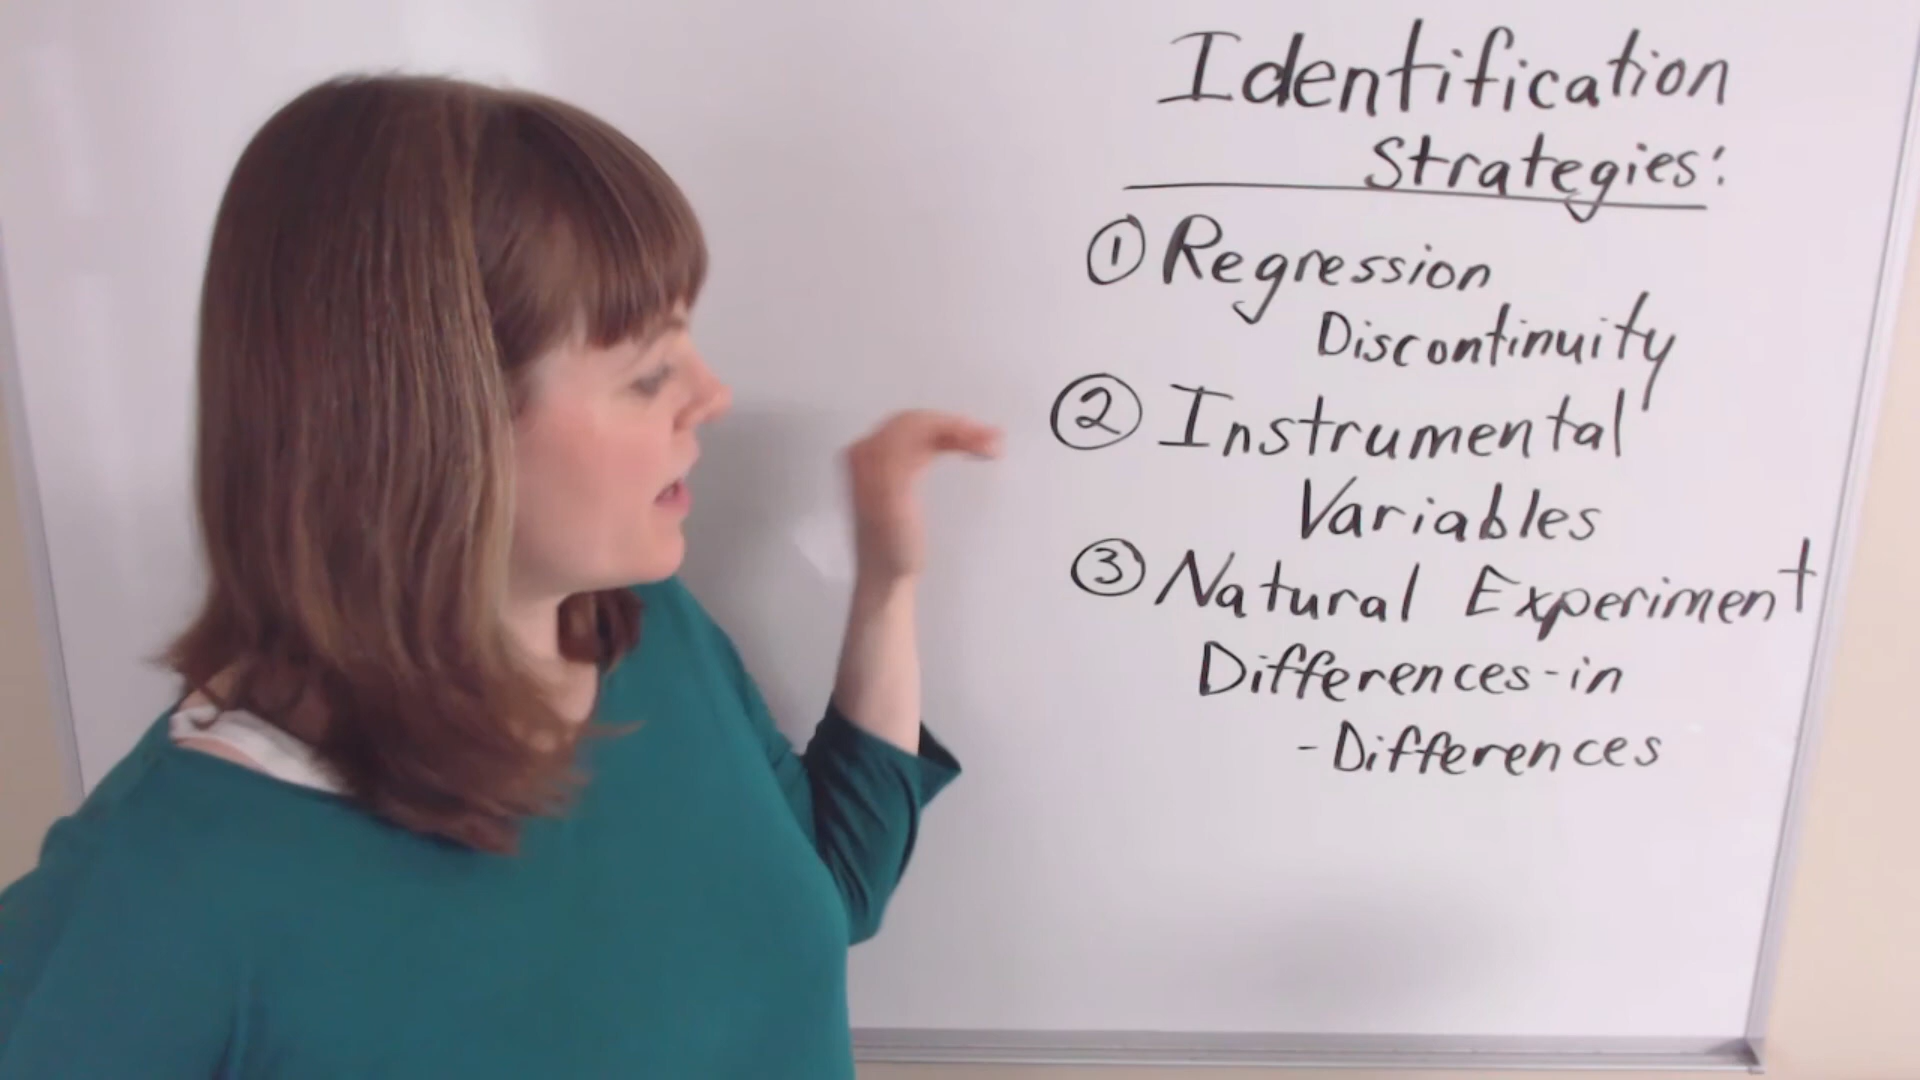 Identification
Strategies:
① Regression
Discontinuity
② Instrumental
Variables
③ Natural Experiment
Differences-in
-Differences